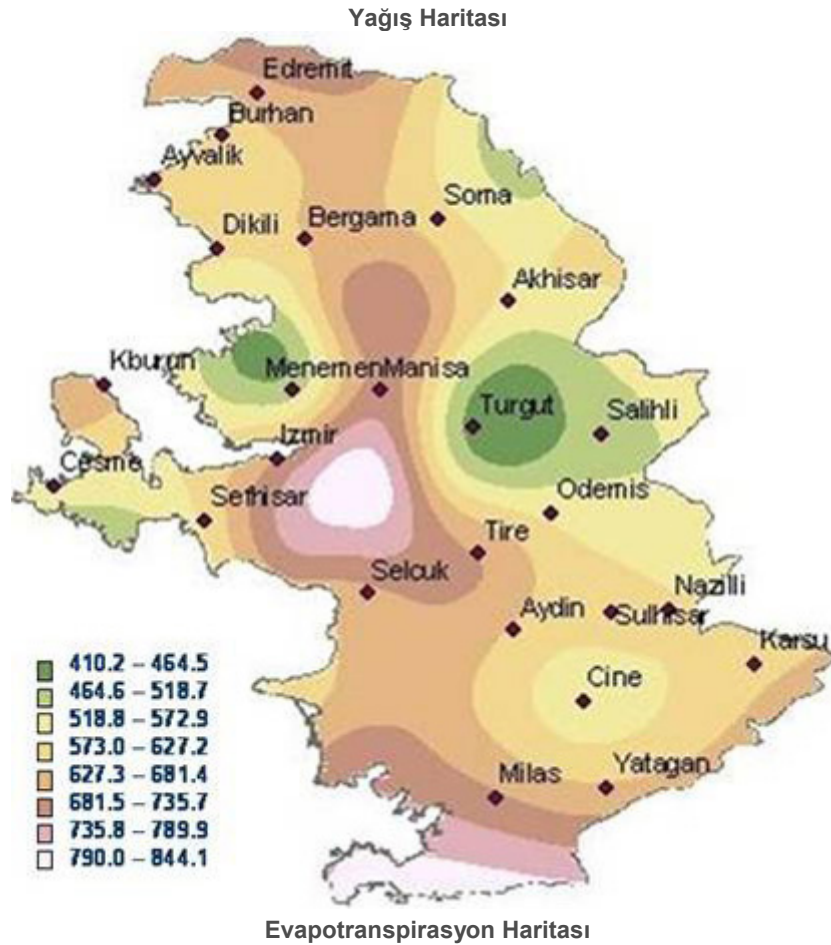 Yağış Haritası
Edremit
Burhan
Ayvalik
Soma
Bergama
Dikili
Akhisar
Kburun
Menemen Manisa
Turgut
Salihli
Izmir
Cesme
Odemis
Sefhisar
Tire
Selcuk
Nazilli
Aydin
Sulhisar
Karsu
Cine
Yatagan
Milas
410.2 – 464.5
464.6 – 518.7
518.8 – 572.9
573.0 – 627.2
627.3 – 681.4
681.5 – 735.7
735.8 – 789.9
790.0 – 844.1
Evapotranspirasyon Haritası